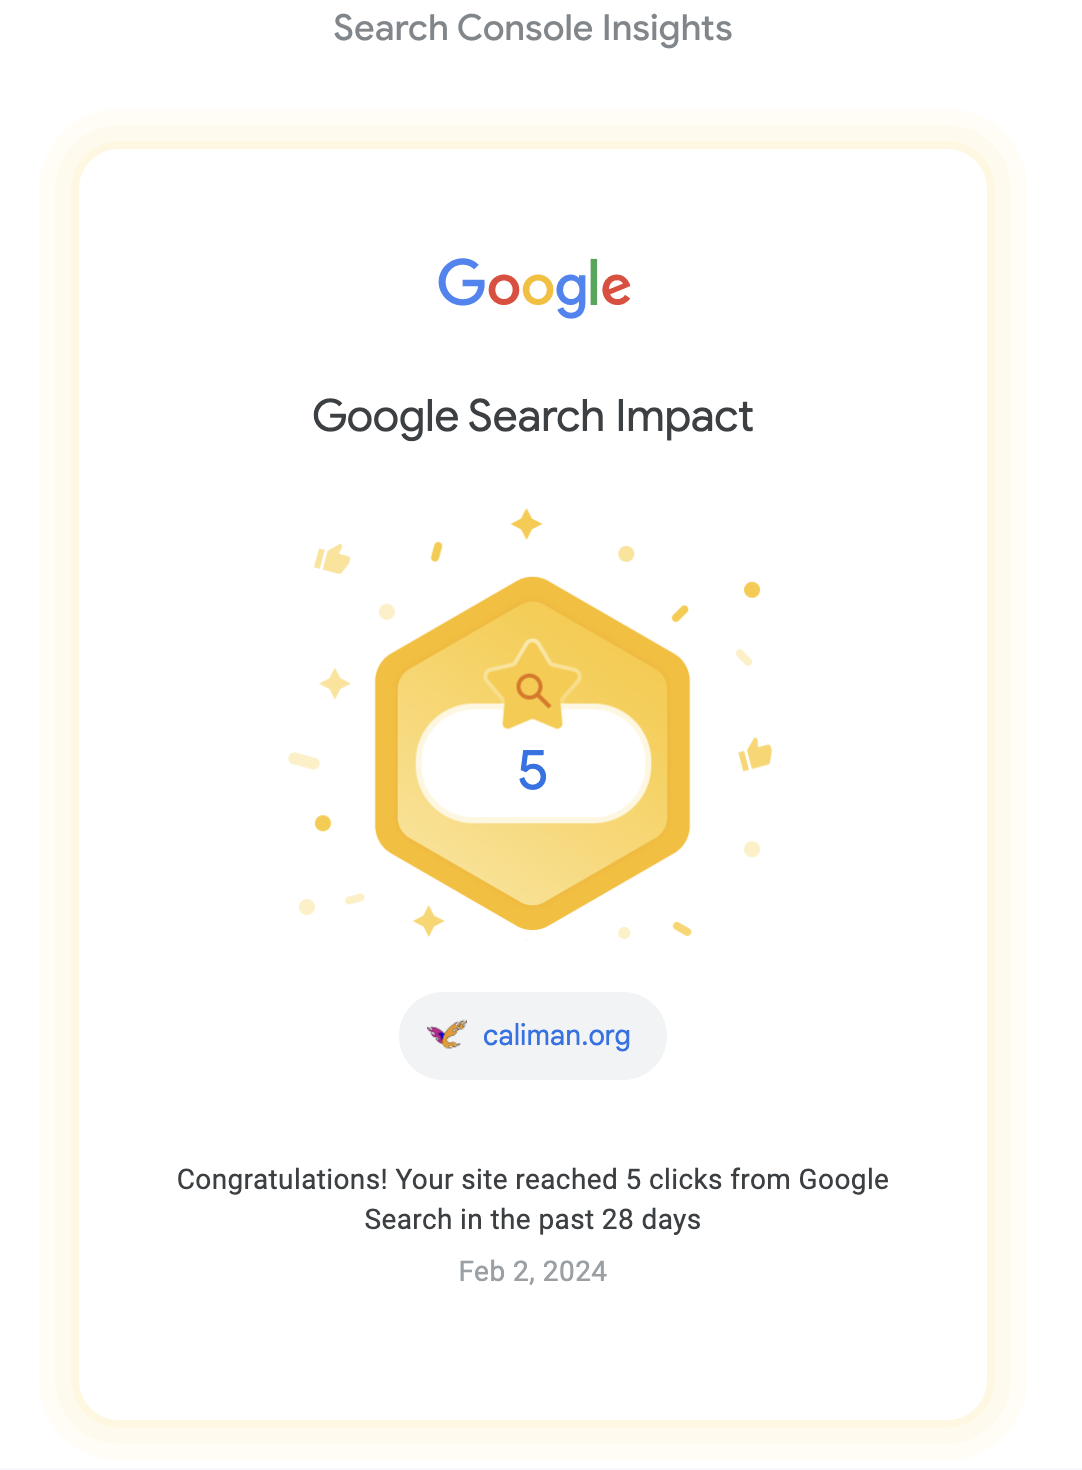 Search Console Insights
Google
Google Search Impact
5
caliman.org
Congratulations! Your site reached 5 clicks from Google
Search in the past 28 days
Feb 2, 2024